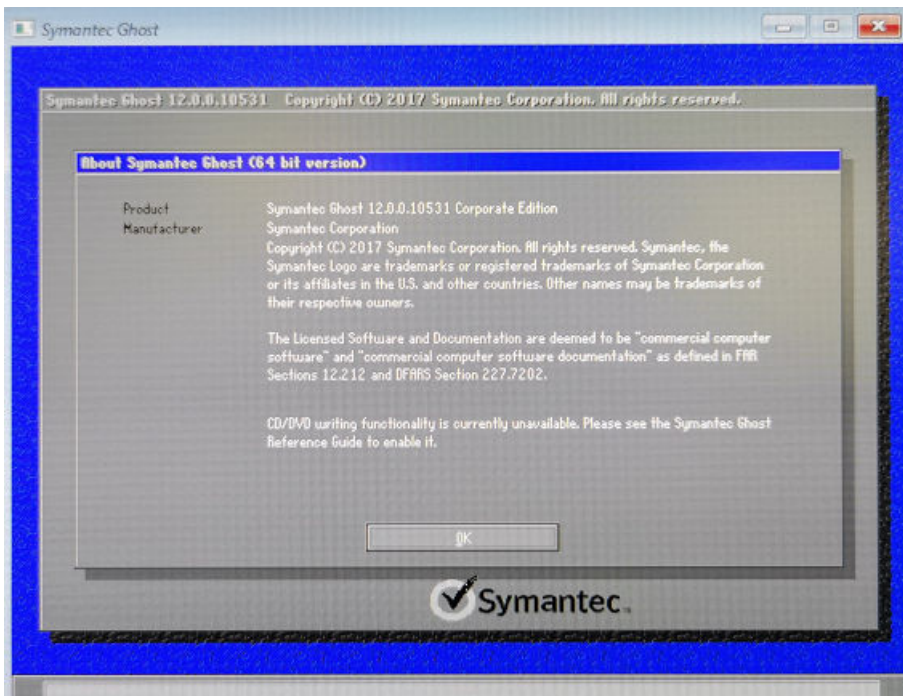 Symantec Ghost
Symantec Ghost 12.0.0.10531 Copyright (C) 2017 Symantec Corporation. All rights reserved.
About Symantec Ghost (64 bit version)
Product Symantec Ghost 12.0.0.10531 Corporate Edition
Manufacturer Symantec Corporation
Copyright (C) 2017 Symantec Corporation. All rights reserved. Symantec, the
Symantec Logo are trademarks or registered trademarks of Symantec Corporation
or its affiliates in the U.S. and other countries. Other names may be trademarks of
their respective owners.
The Licensed Software and Documentation are deemed to be "commercial computer
software" and "commercial computer software documentation" as defined in FAR
Sections 12.212 and DFARS Section 227.7202.
CD/DVD writing functionality is currently unavailable. Please see the Symantec Ghost
Reference Guide to enable it.
OK
Symantec.